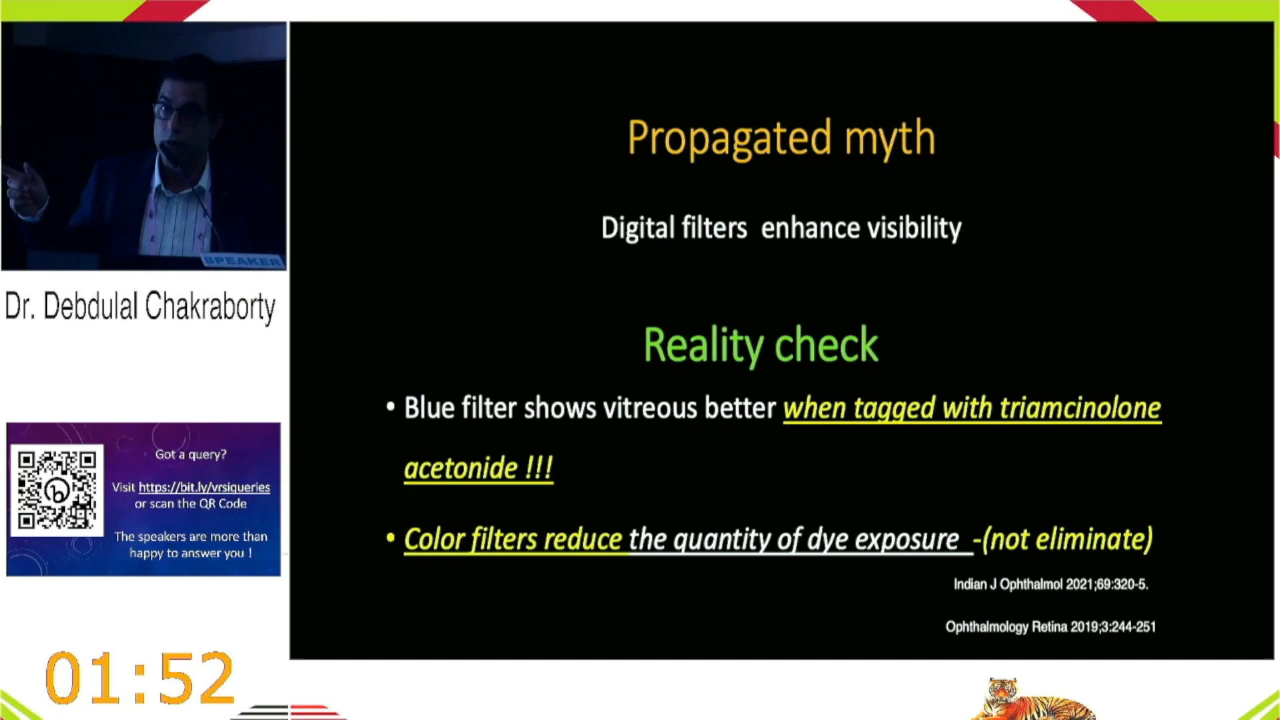 Propagated myth
Digital filters enhance visibility
Reality check
• Blue filter shows vitreous better when tagged with triamcinolone
acetonide !!!
• Color filters reduce the quantity of dye exposure -(not eliminate)
Indian J Ophthalmol 2021;69:320-5.
Ophthalmology Retina 2019;3:244-251
SPEAKER
Dr. Debdulal Chakraborty
Got a query?
Visit https://bit.ly/vrsiqueries
or scan the QR Code
The speakers are more than
happy to answer you !
01:52